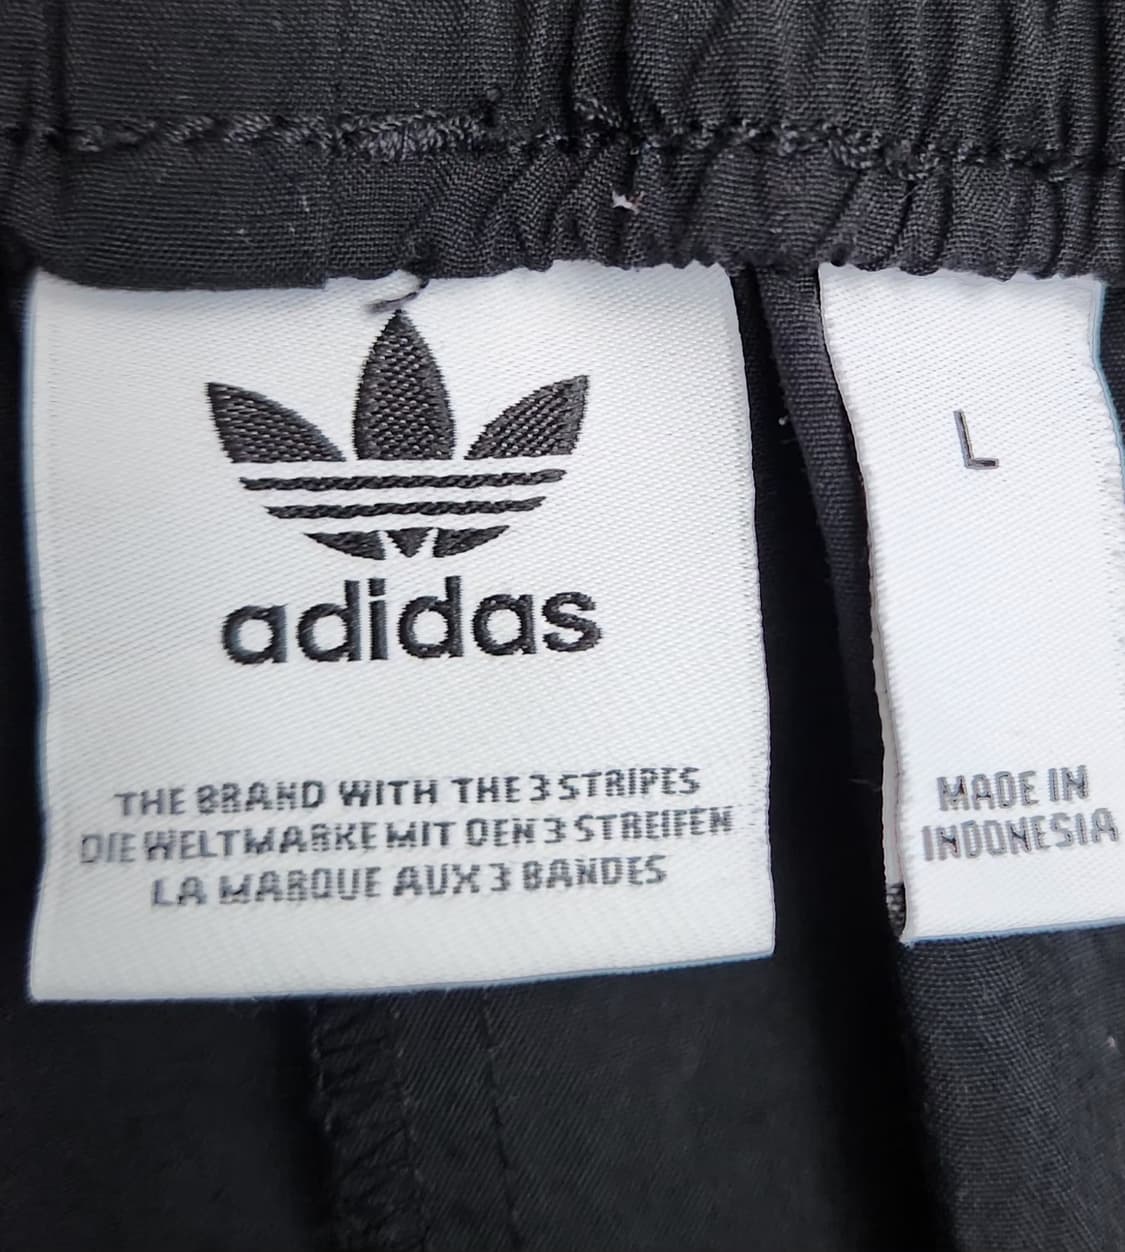 adidas
THE BRAND WITH THE 3 STRIPES
DIE WELTMARKE MIT DEN 3 STREIFEN
LA MARQUE AUX 3 BANDES
L
MADE IN
INDONESIA